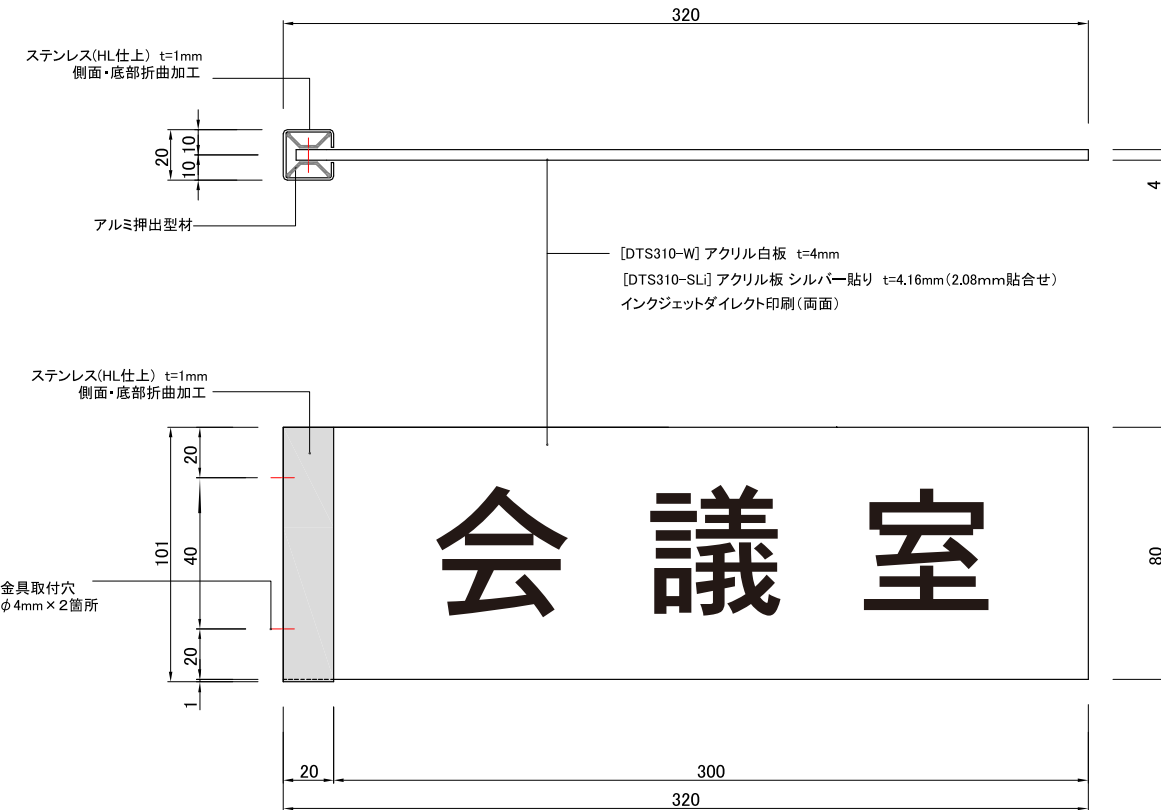 320
ステンレス(HL仕上) t=1mm
側面・底部折曲加工
20
10
10
4
アルミ押出型材
[DTS310-W] アクリル白板 t=4mm
[DTS310-SLi] アクリル板 シルバー貼り t=4.16mm(2.08mm貼合せ)
インクジェットダイレクト印刷(両面)
ステンレス(HL仕上) t=1mm
側面・底部折曲加工
101
20
40
20
1
80
会議室
金具取付穴
φ4mm×2箇所
20
300
320